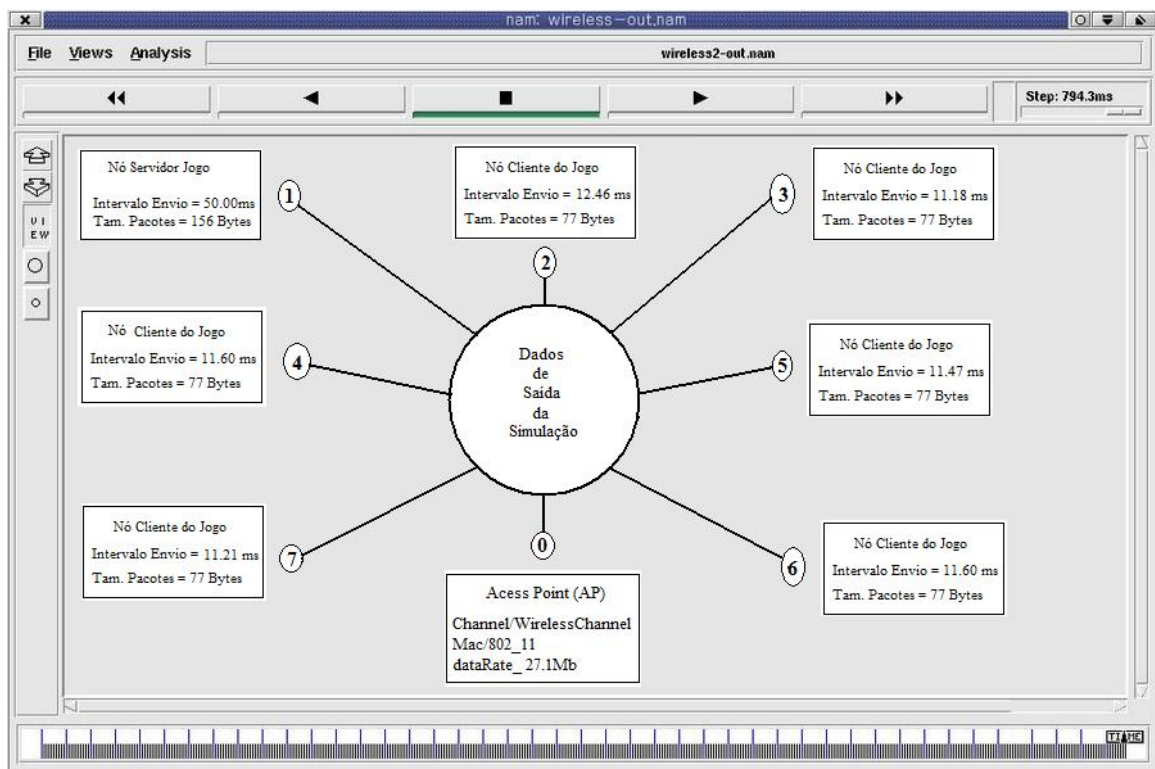 nam: wireless-out.nam
File Views Analysis
wireless2-out.nam
Step: 794.3ms
VI
EW
Nó Servidor Jogo
Intervalo Envio = 50.00ms
Tam. Pacotes = 156 Bytes
1
Nó Cliente do Jogo
Intervalo Envio = 12.46 ms
Tam. Pacotes = 77 Bytes
2
Nó Cliente do Jogo
Intervalo Envio = 11.18 ms
Tam. Pacotes = 77 Bytes
3
Nó Cliente do Jogo
Intervalo Envio = 11.60 ms
Tam. Pacotes = 77 Bytes
4
Dados
de
Saída
da
Simulação
5
Nó Cliente do Jogo
Intervalo Envio = 11.47 ms
Tam. Pacotes = 77 Bytes
Nó Cliente do Jogo
Intervalo Envio = 11.21 ms
Tam. Pacotes = 77 Bytes
7
0
Acess Point (AP)
Channel/WirelessChannel
Mac/802_11
dataRate_ 27.1Mb
6
Nó Cliente do Jogo
Intervalo Envio = 11.60 ms
Tam. Pacotes = 77 Bytes
TIME